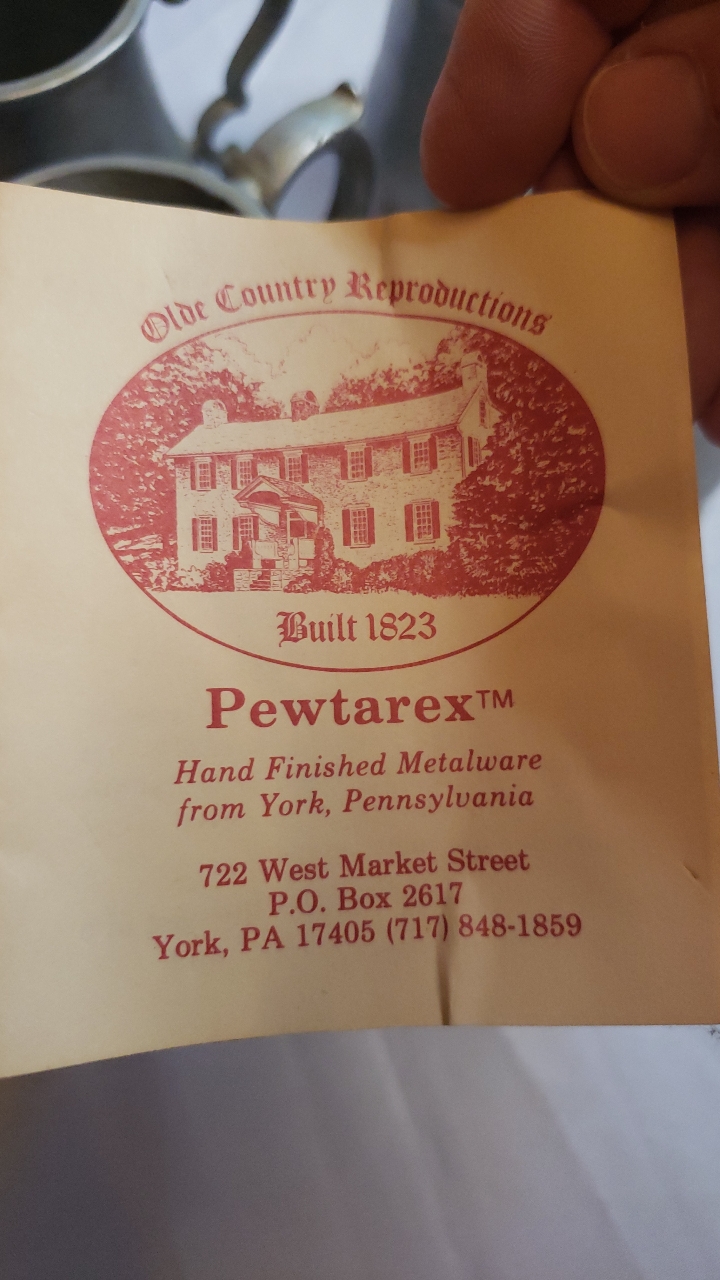 Olde Country Reproductions
Built 1823
Pewtarex™
Hand Finished Metalware
from York, Pennsylvania
722 West Market Street
P.O. Box 2617
York, PA 17405 (717) 848-1859